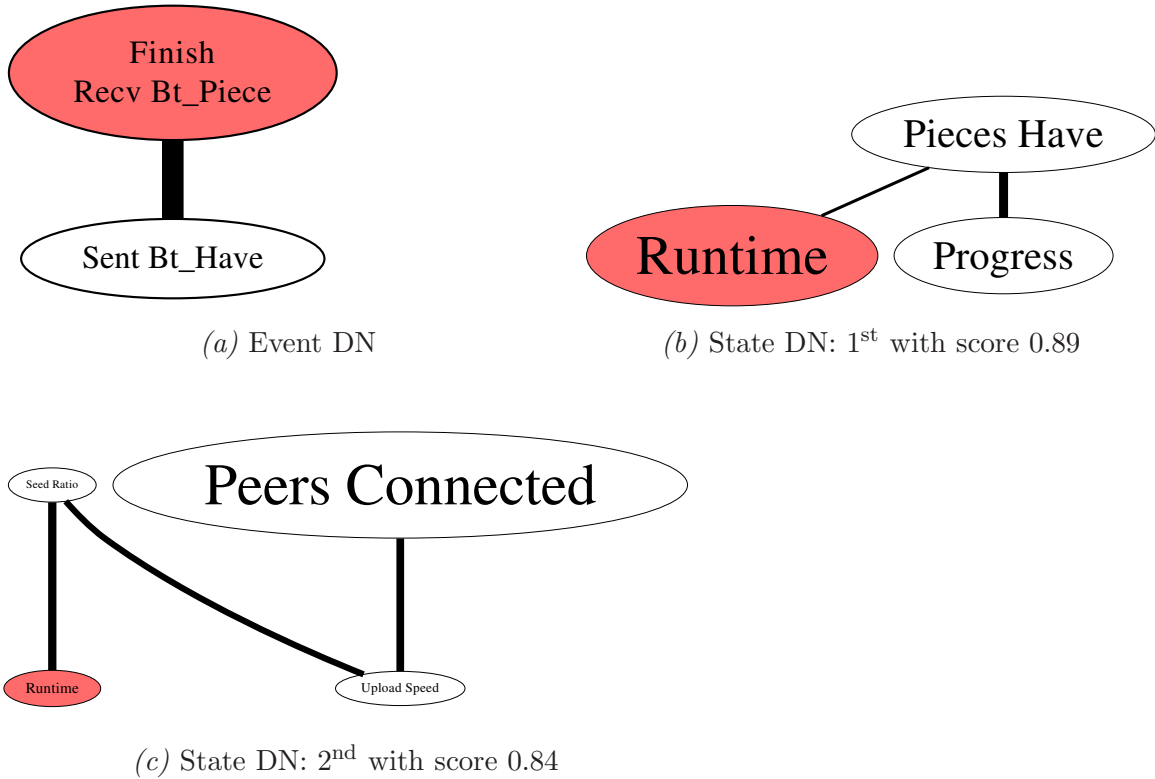 Finish
Recv Bt_Piece
Sent Bt_Have
(a) Event DN
Pieces Have
Runtime
Progress
(b) State DN: 1st with score 0.89
Seed Ratio
Peers Connected
Runtime
Upload Speed
(c) State DN: 2nd with score 0.84